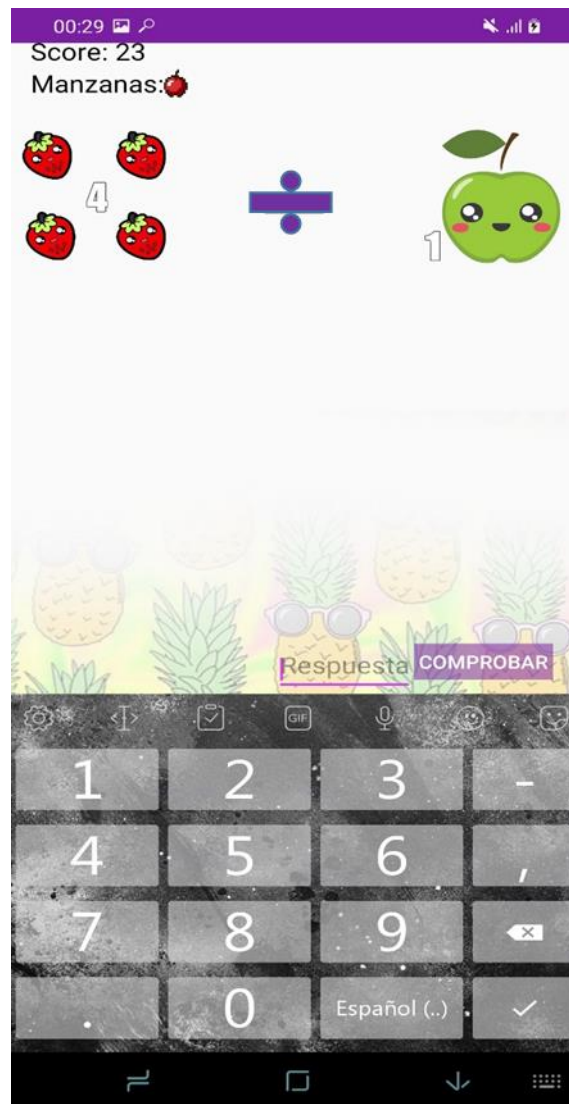 00:29
Score: 23
Manzanas:
4
1
Respuesta COMPROBAR
GIF
1 2 3 -
4 5 6 ,
7 8 9
. 0 Español (..)